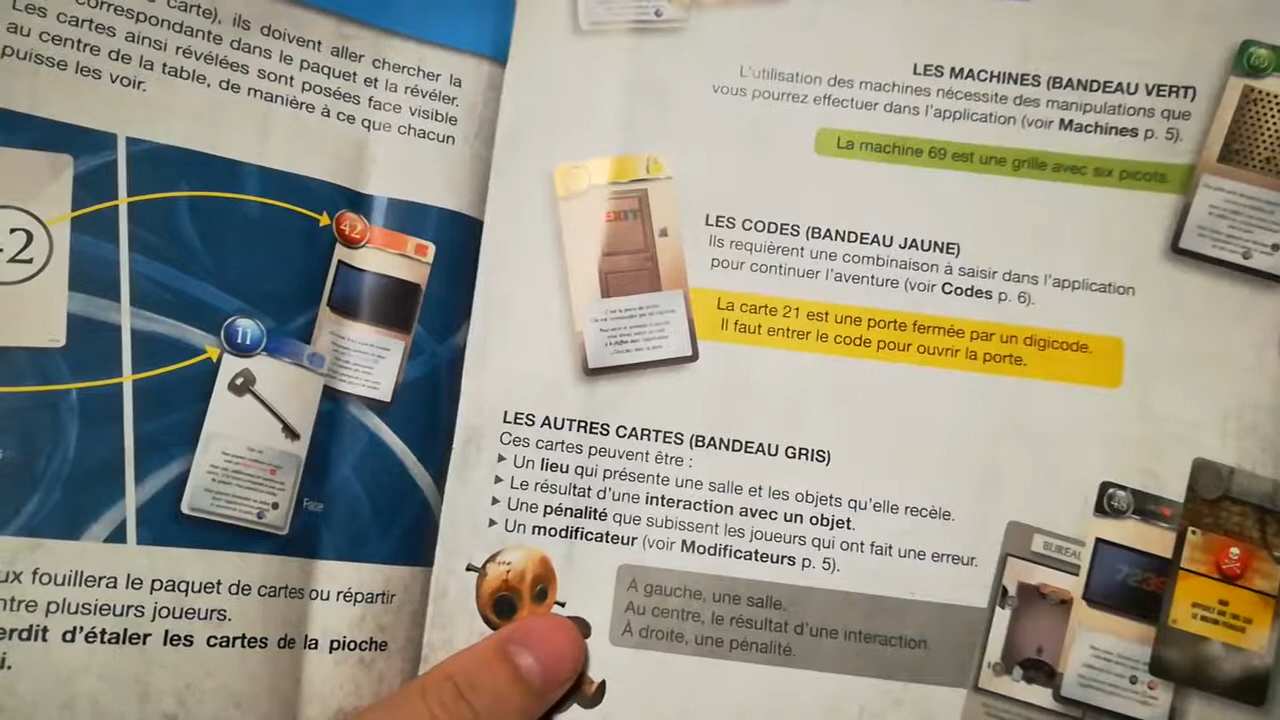 carte), ils doivent aller chercher la
correspondante dans le paquet et la révéler.
Les cartes ainsi révélées sont posées face visible
au centre de la table, de manière à ce que chacun
puisse les voir.
42
11
Face
ux fouillera le paquet de cartes ou répartir
ntre plusieurs joueurs.
erdit d'étaler les cartes de la pioche
i.
LES MACHINES (BANDEAU VERT)
L'utilisation des machines nécessite des manipulations que
vous pourrez effectuer dans l'application (voir Machines p. 5).
La machine 69 est une grille avec six picots.
69
EXIT
LES CODES (BANDEAU JAUNE)
Ils requièrent une combinaison à saisir dans l'application
pour continuer l'aventure (voir Codes p. 6).
La carte 21 est une porte fermée par un digicode.
Il faut entrer le code pour ouvrir la porte.
LES AUTRES CARTES (BANDEAU GRIS)
Ces cartes peuvent être :
▶ Un lieu qui présente une salle et les objets qu'elle recèle.
▶ Le résultat d'une interaction avec un objet.
▶ Une pénalité que subissent les joueurs qui ont fait une erreur.
▶ Un modificateur (voir Modificateurs p. 5).
À gauche, une salle.
Au centre, le résultat d'une interaction.
À droite, une pénalité.
BUREAU
48